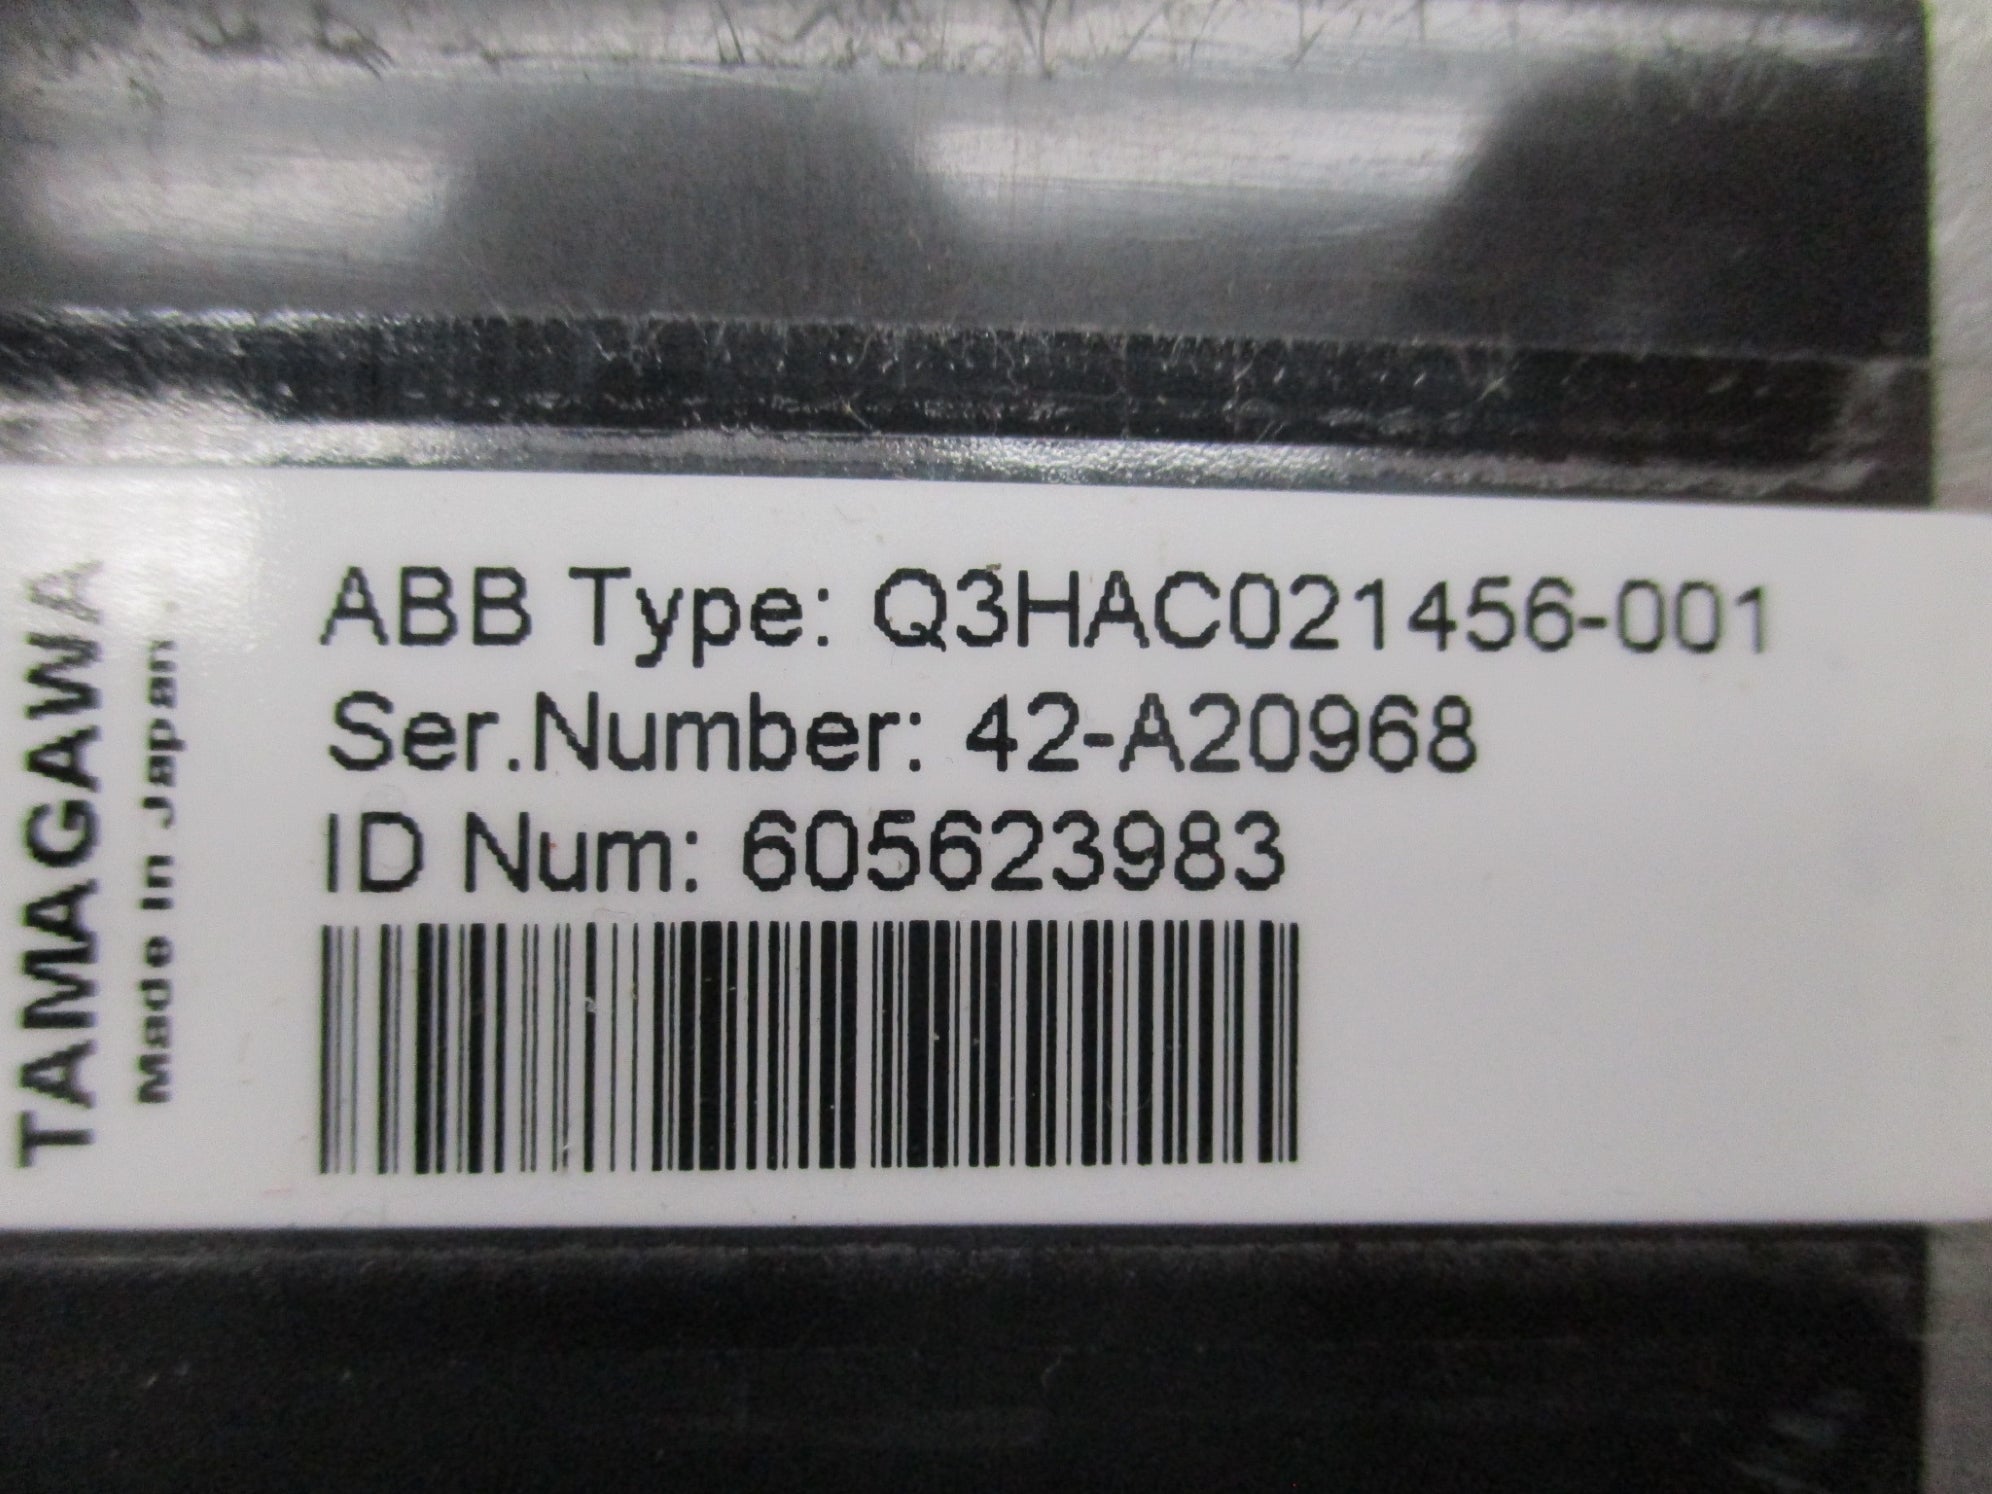 TAMAGAWA
Made In Japan
ABB Type: Q3HAC021456-001
Ser.Number: 42-A20968
ID Num: 605623983